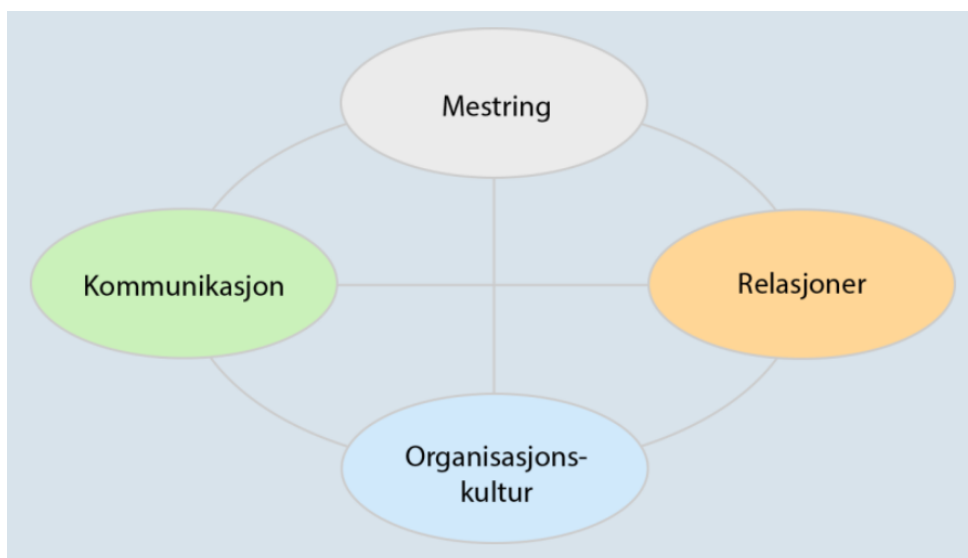 Mestring
Kommunikasjon
Relasjoner
Organisasjons-
kultur